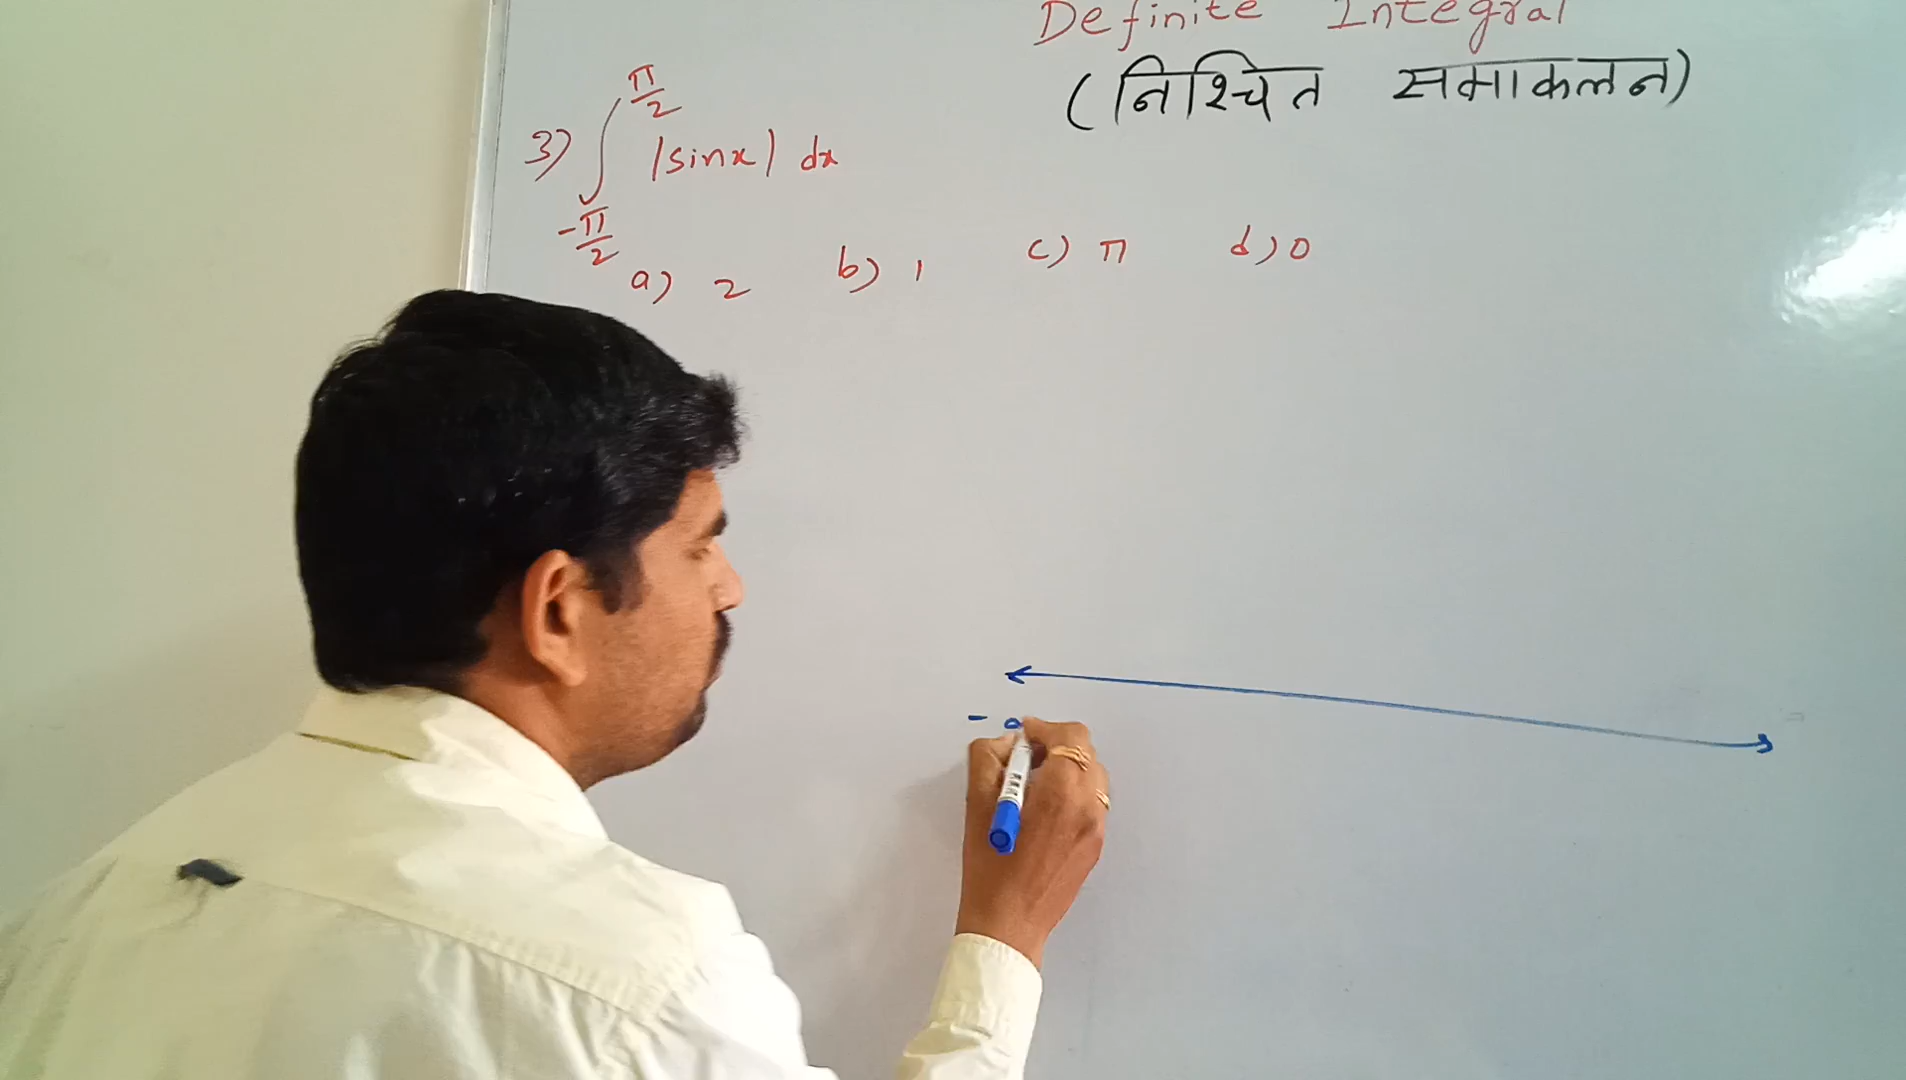 Definite Integral
(निश्चित समाकलन)
3) ∫_{-π/2}^{π/2} |sinx| dx
a) 2 b) 1 c) π d) 0
-